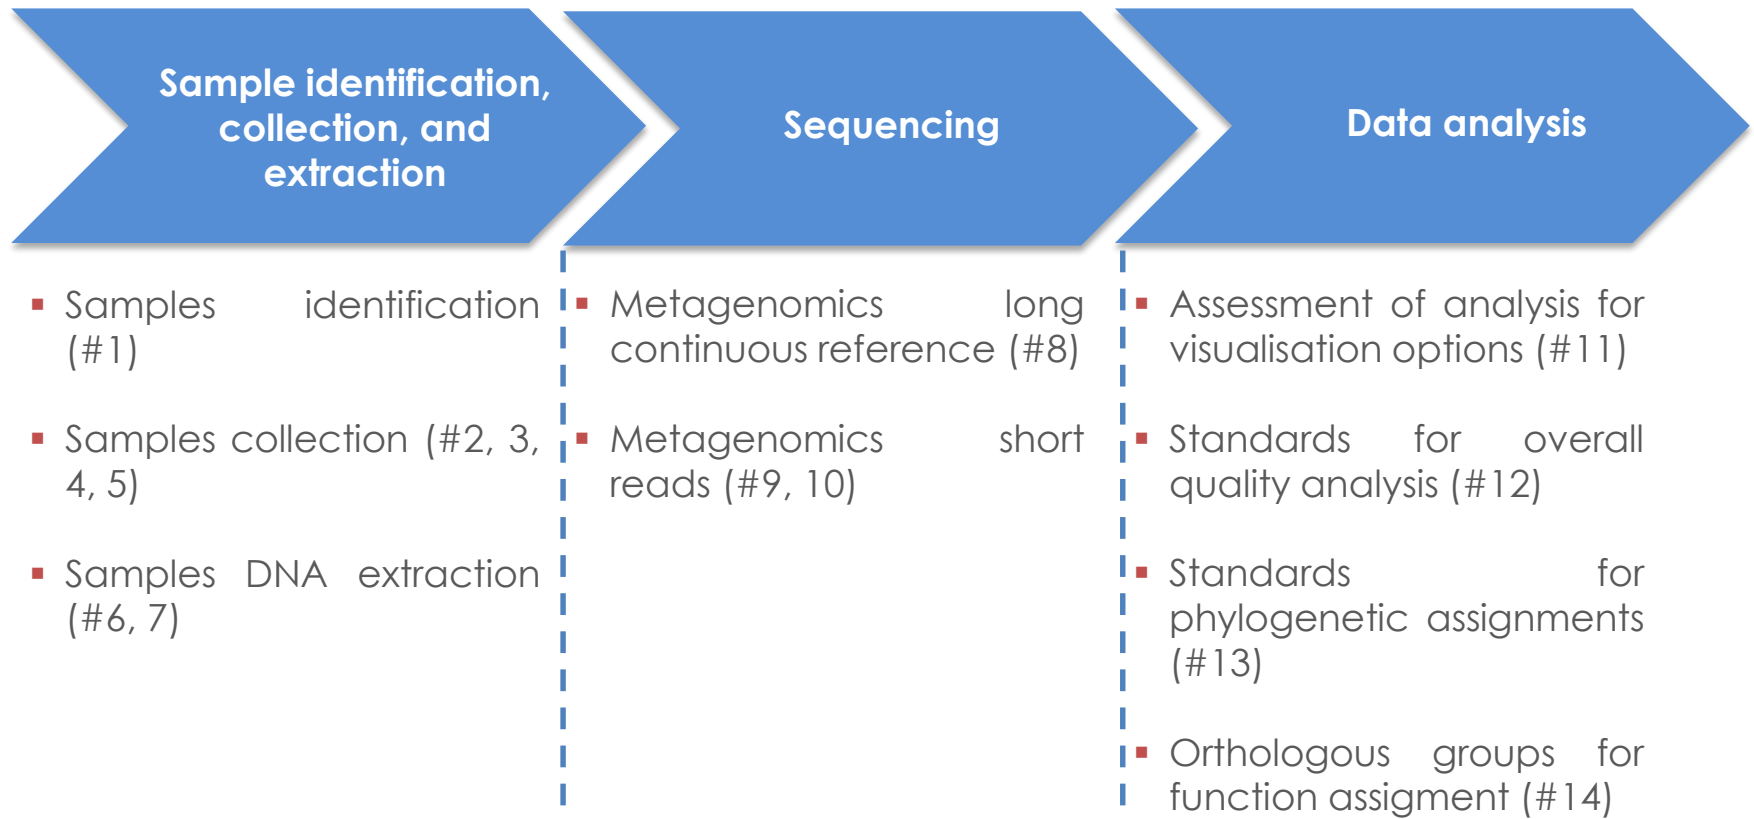 Sample identification,
collection, and
extraction
Sequencing
Data analysis
▪ Samples identification
(#1)
▪ Samples collection (#2, 3,
4, 5)
▪ Samples DNA extraction
(#6, 7)
▪ Metagenomics long
continuous reference (#8)
▪ Metagenomics short
reads (#9, 10)
▪ Assessment of analysis for
visualisation options (#11)
▪ Standards for overall
quality analysis (#12)
▪ Standards for
phylogenetic assignments
(#13)
▪ Orthologous groups for
function assigment (#14)